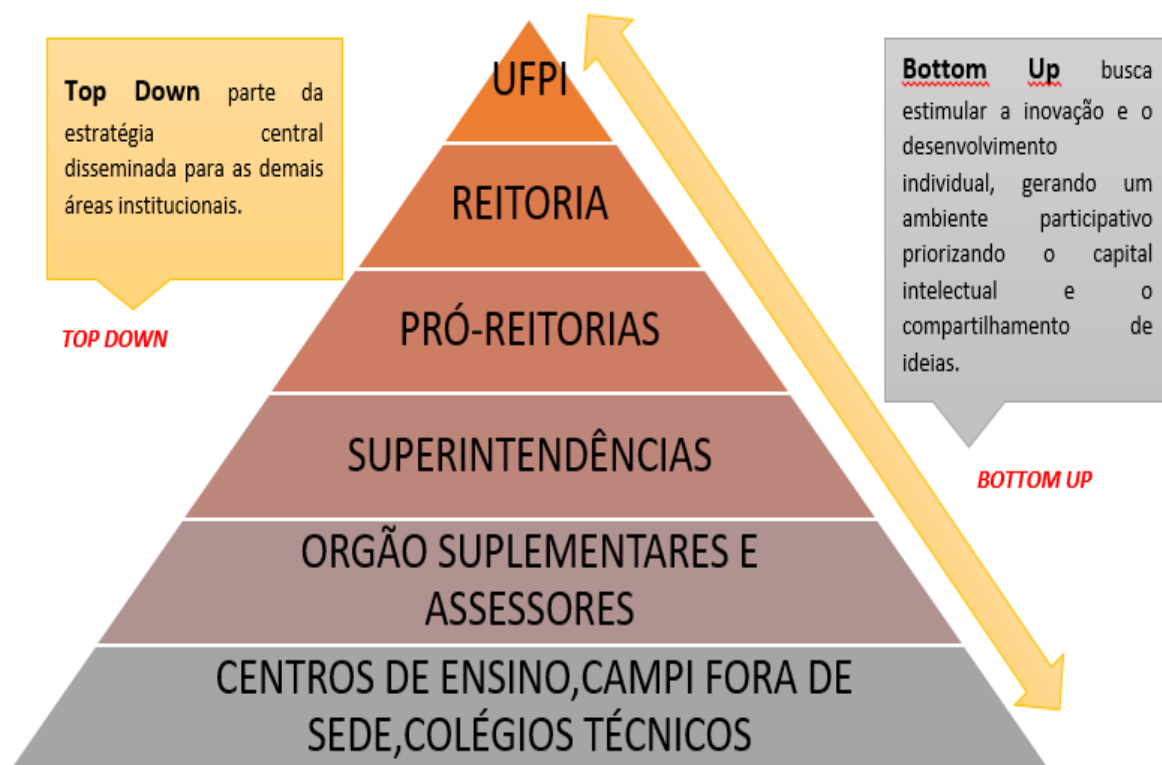 Top Down parte da
estratégia central
disseminada para as demais
áreas institucionais.
TOP DOWN
UFPI
REITORIA
PRÓ-REITORIAS
SUPERINTENDÊNCIAS
ORGÃO SUPLEMENTARES E
ASSESSORES
CENTROS DE ENSINO,CAMPI FORA DE
SEDE,COLÉGIOS TÉCNICOS
Bottom Up busca
estimular a inovação e o
desenvolvimento
individual, gerando um
ambiente participativo
priorizando o capital
intelectual e o
compartilhamento de
ideias.
BOTTOM UP